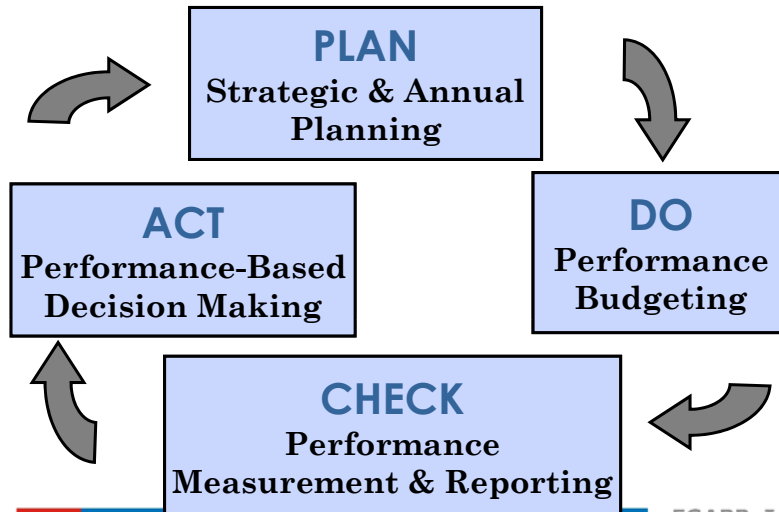 PLAN
Strategic & Annual
Planning
ACT
Performance-Based
Decision Making
DO
Performance
Budgeting
CHECK
Performance
Measurement & Reporting